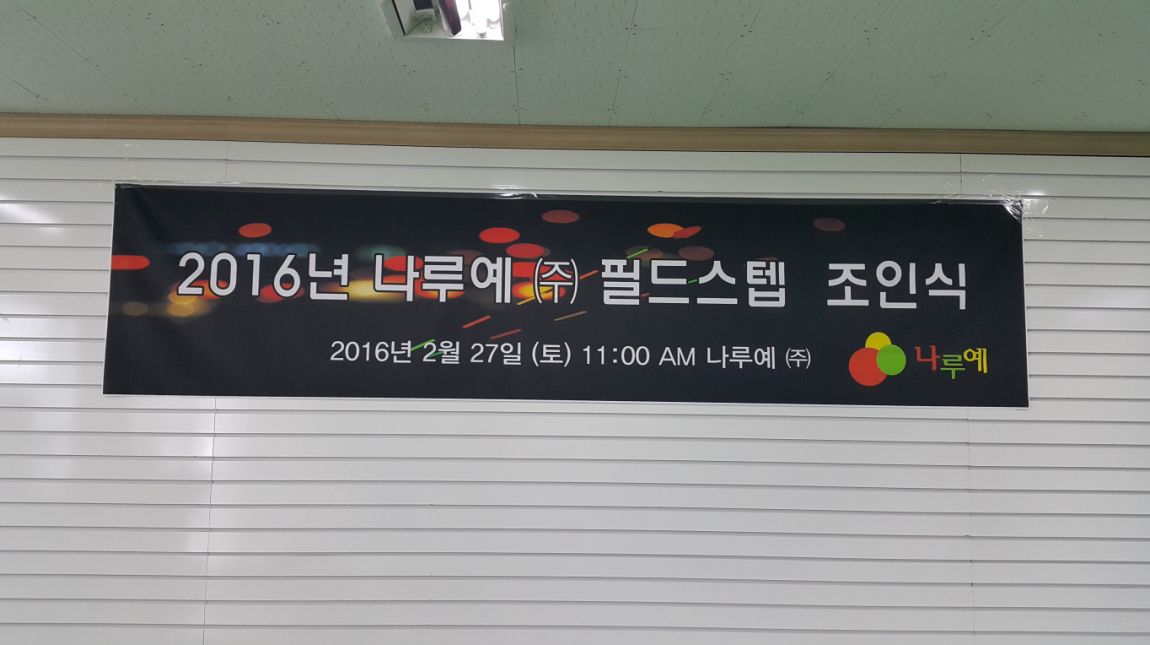 2016년 나루예 ㈜ 필드스텝 조인식
2016년 2월 27일 (토) 11:00 AM 나루예 ㈜
나루예